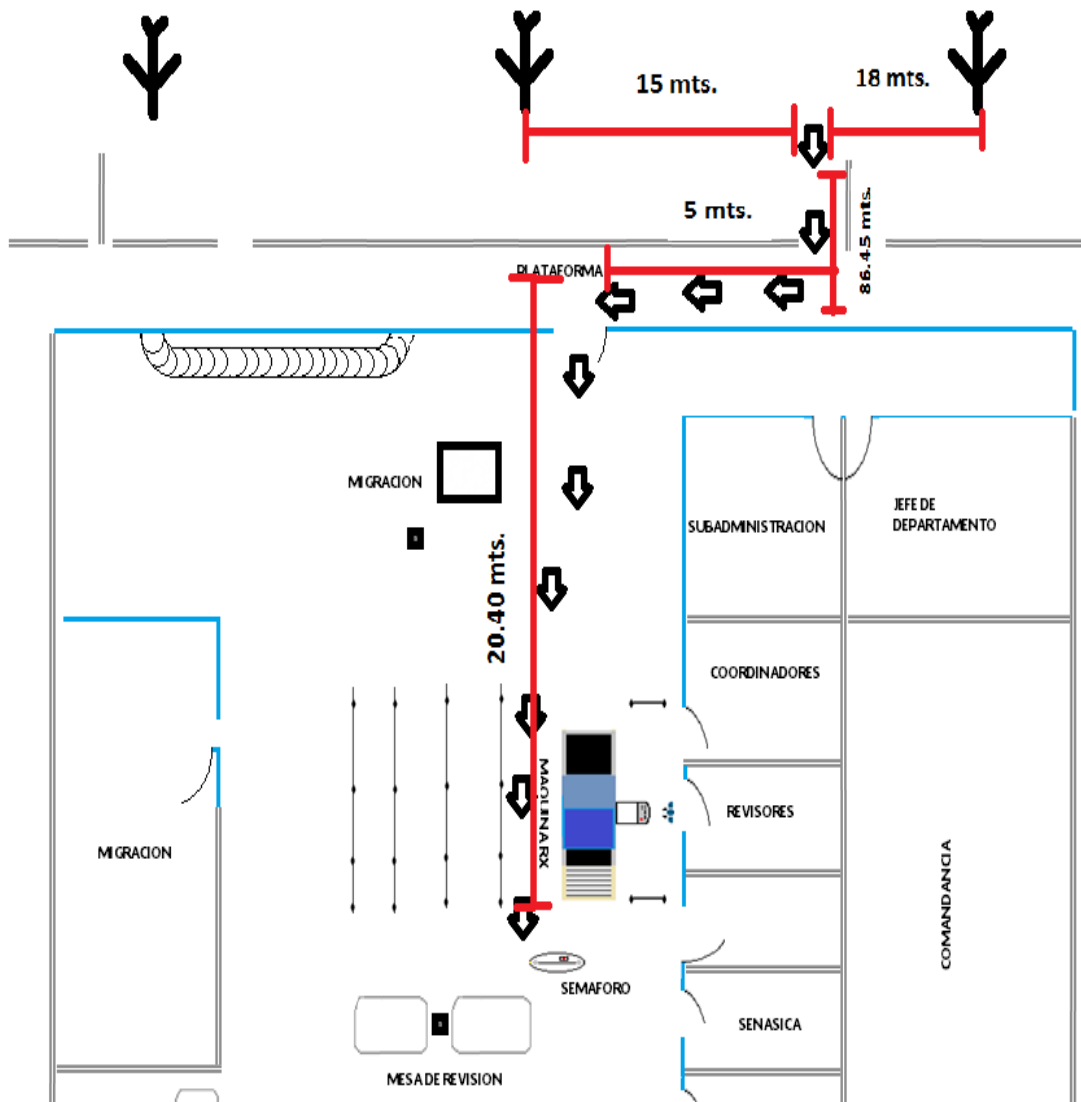 15 mts.
18 mts.
5 mts.
86.45 mts.
PLATAFORMA
MIGRACION
SUBADMINISTRACION
JEFE DE
DEPARTAMENTO
20.40 mts.
COORDINADORES
MAQUINA RX
REVISORES
MIGRACION
COMANDANCIA
SEMAFORO
SENASICA
MESA DE REVISION